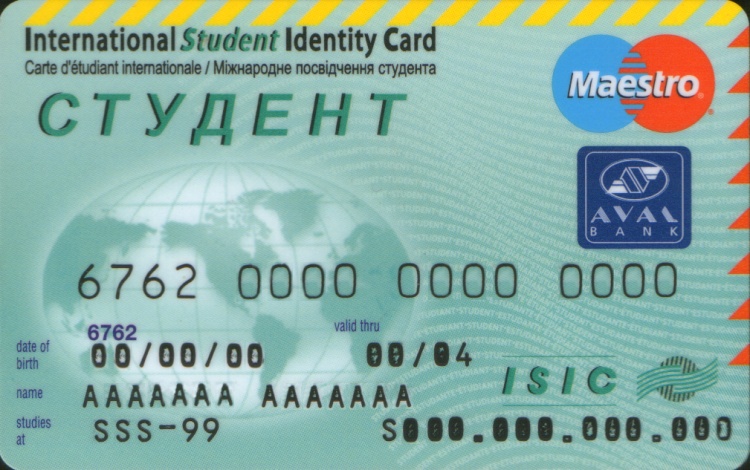 International Student Identity Card
Carte d'étudiant internationale / Міжнародне посвідчення студента
СТУДЕНТ
Maestro
AVAL
BANK
6762 0000 0000 0000
6762
date of birth 00/00/00
valid thru 00/04
ISIC
name AAAAAAA AAAAAAA
studies at SSS-99
S000.000.000.000